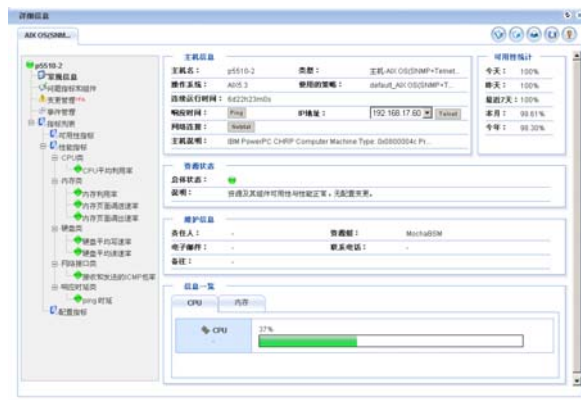 详细信息
AIX OS(SNM...
p5510-2
常规信息
问题指标和组件
变更管理
事件管理
指标列表
可用性指标
性能指标
CPU类
CPU平均利用率
内存类
内存利用率
内存页面调进速率
内存页面调出速率
硬盘类
硬盘平均写速率
硬盘平均读速率
网络接口类
接收和发送的ICMP包率
响应时延类
ping 时延
配置指标
主机信息
主机名： p5510-2 类型： 主机-AIX OS(SNMP+Telnet...
操作系统： AIX5.3 使用的策略： default_AIX OS(SNMP+T...
连续运行时间： 6d22h23m0s
响应时间： Ping IP地址： 192.168.17.60 Telnet
网络连接： Netstat
主机说明： IBM PowerPC CHRP Computer Machine Type: 0x0800004c Pr...
可用性统计
今天： 100%
昨天： 100%
最近7天： 100%
本月： 99.61%
今年： 98.30%
资源状态
总体状态：
说明： 资源及其组件可用性与性能正常，无配置变更。
维护信息
责任人： - 资源组： MochaBSM
电子邮件： - 联系电话： -
备注： -
信息一览
CPU 内存
CPU 37%
-